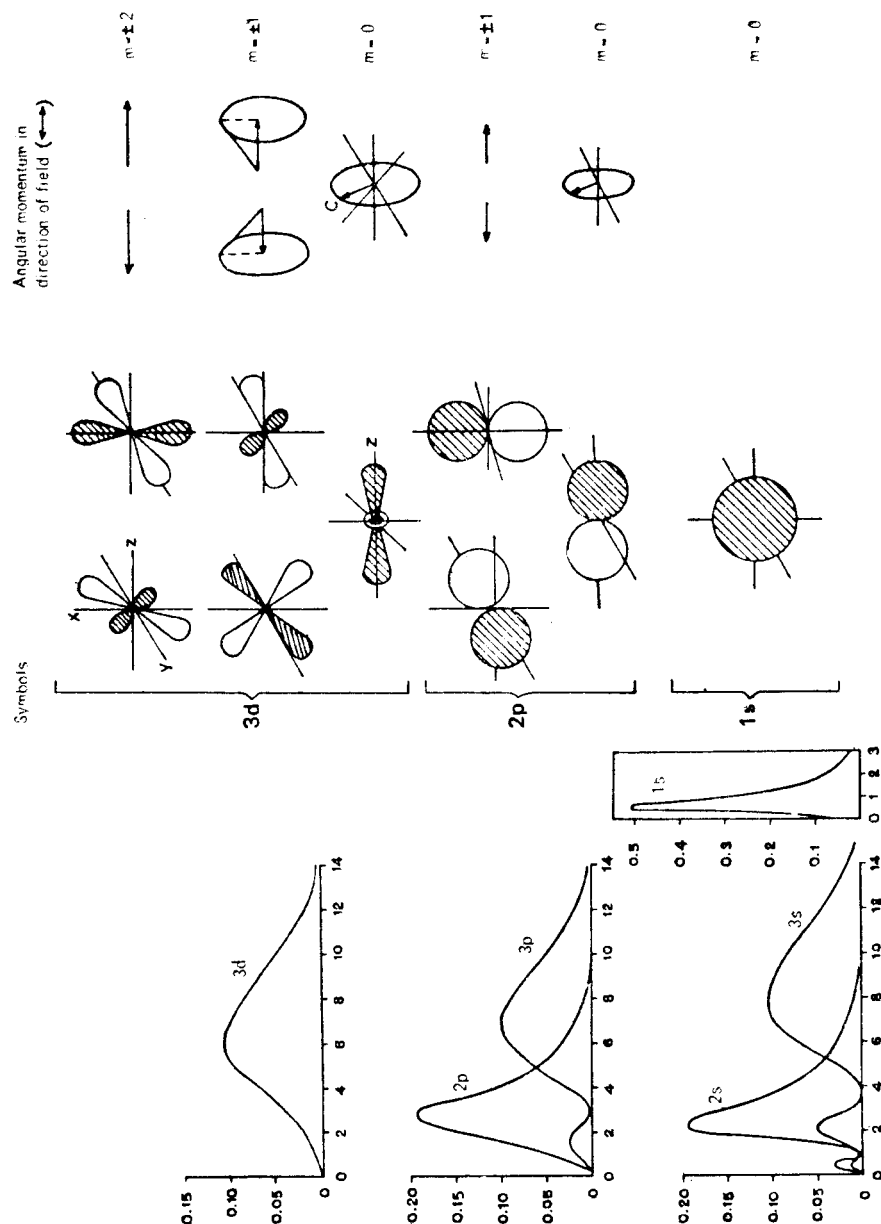 Symbols
Angular momentum in
direction of field (↔)
3d
X
Y
Z
Z
C
m = ±2
m = ±1
m = 0
2p
m = ±1
m = 0
1s
m = 0
0.15
0.10
0.05
0
3d
0 2 4 6 8 10 12 14
0.20
0.15
0.10
0.05
0
2p
3p
0 2 4 6 8 10 12 14
0.20
0.15
0.10
0.05
0
2s
3s
0 2 4 6 8 10 12 14
0.5
0.4
0.3
0.2
0.1
1s
0 1 2 3